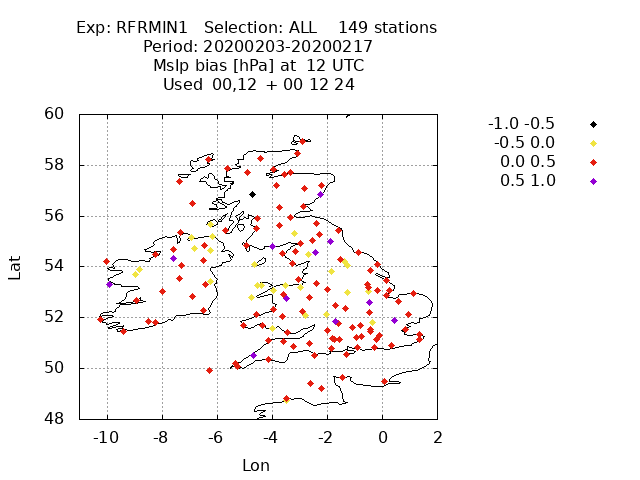 Exp: RFRMIN1 Selection: ALL 149 stations
Period: 20200203-20200217
Mslp bias [hPa] at 12 UTC
Used 00,12 + 00 12 24
-1.0 -0.5
-0.5 0.0
0.0 0.5
0.5 1.0
60
58
56
54
52
50
48
Lat
-10 -8 -6 -4 -2 0 2
Lon